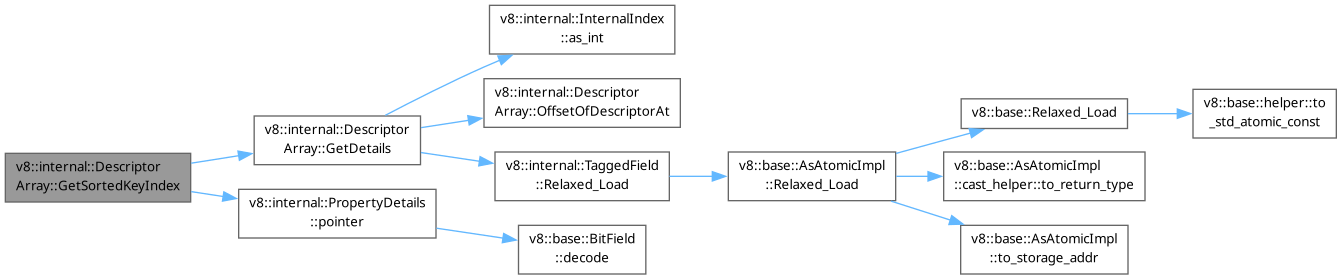 v8::internal::Descriptor
Array::GetSortedKeyIndex
v8::internal::Descriptor
Array::GetDetails
v8::internal::InternalIndex
::as_int
v8::internal::Descriptor
Array::OffsetOfDescriptorAt
v8::internal::TaggedField
::Relaxed_Load
v8::base::AsAtomicImpl
::Relaxed_Load
v8::base::Relaxed_Load
v8::base::helper::to
_std_atomic_const
v8::base::AsAtomicImpl
::cast_helper::to_return_type
v8::base::AsAtomicImpl
::to_storage_addr
v8::internal::PropertyDetails
::pointer
v8::base::BitField
::decode